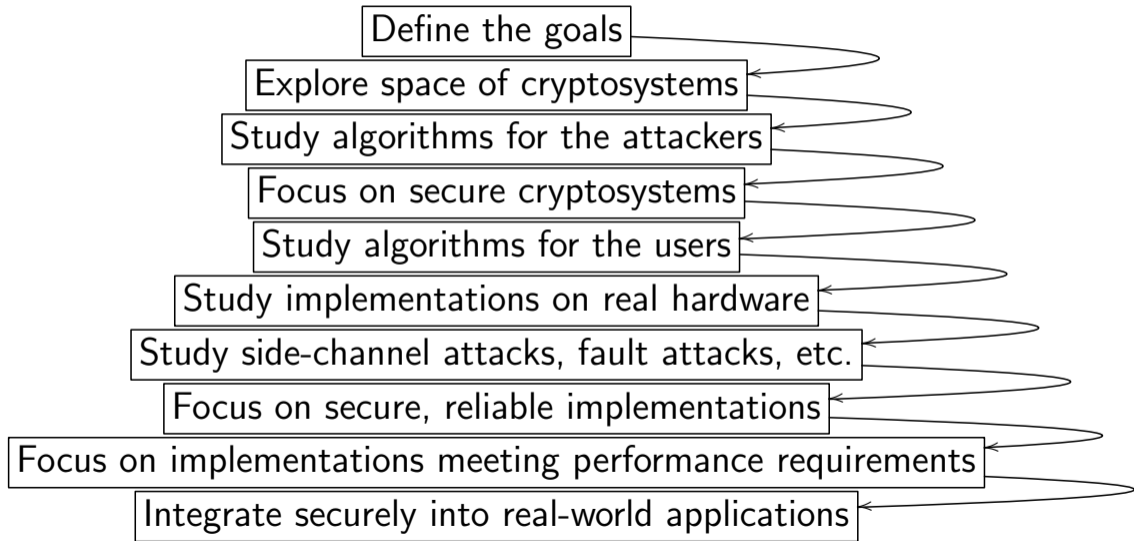 Define the goals
Explore space of cryptosystems
Study algorithms for the attackers
Focus on secure cryptosystems
Study algorithms for the users
Study implementations on real hardware
Study side-channel attacks, fault attacks, etc.
Focus on secure, reliable implementations
Focus on implementations meeting performance requirements
Integrate securely into real-world applications